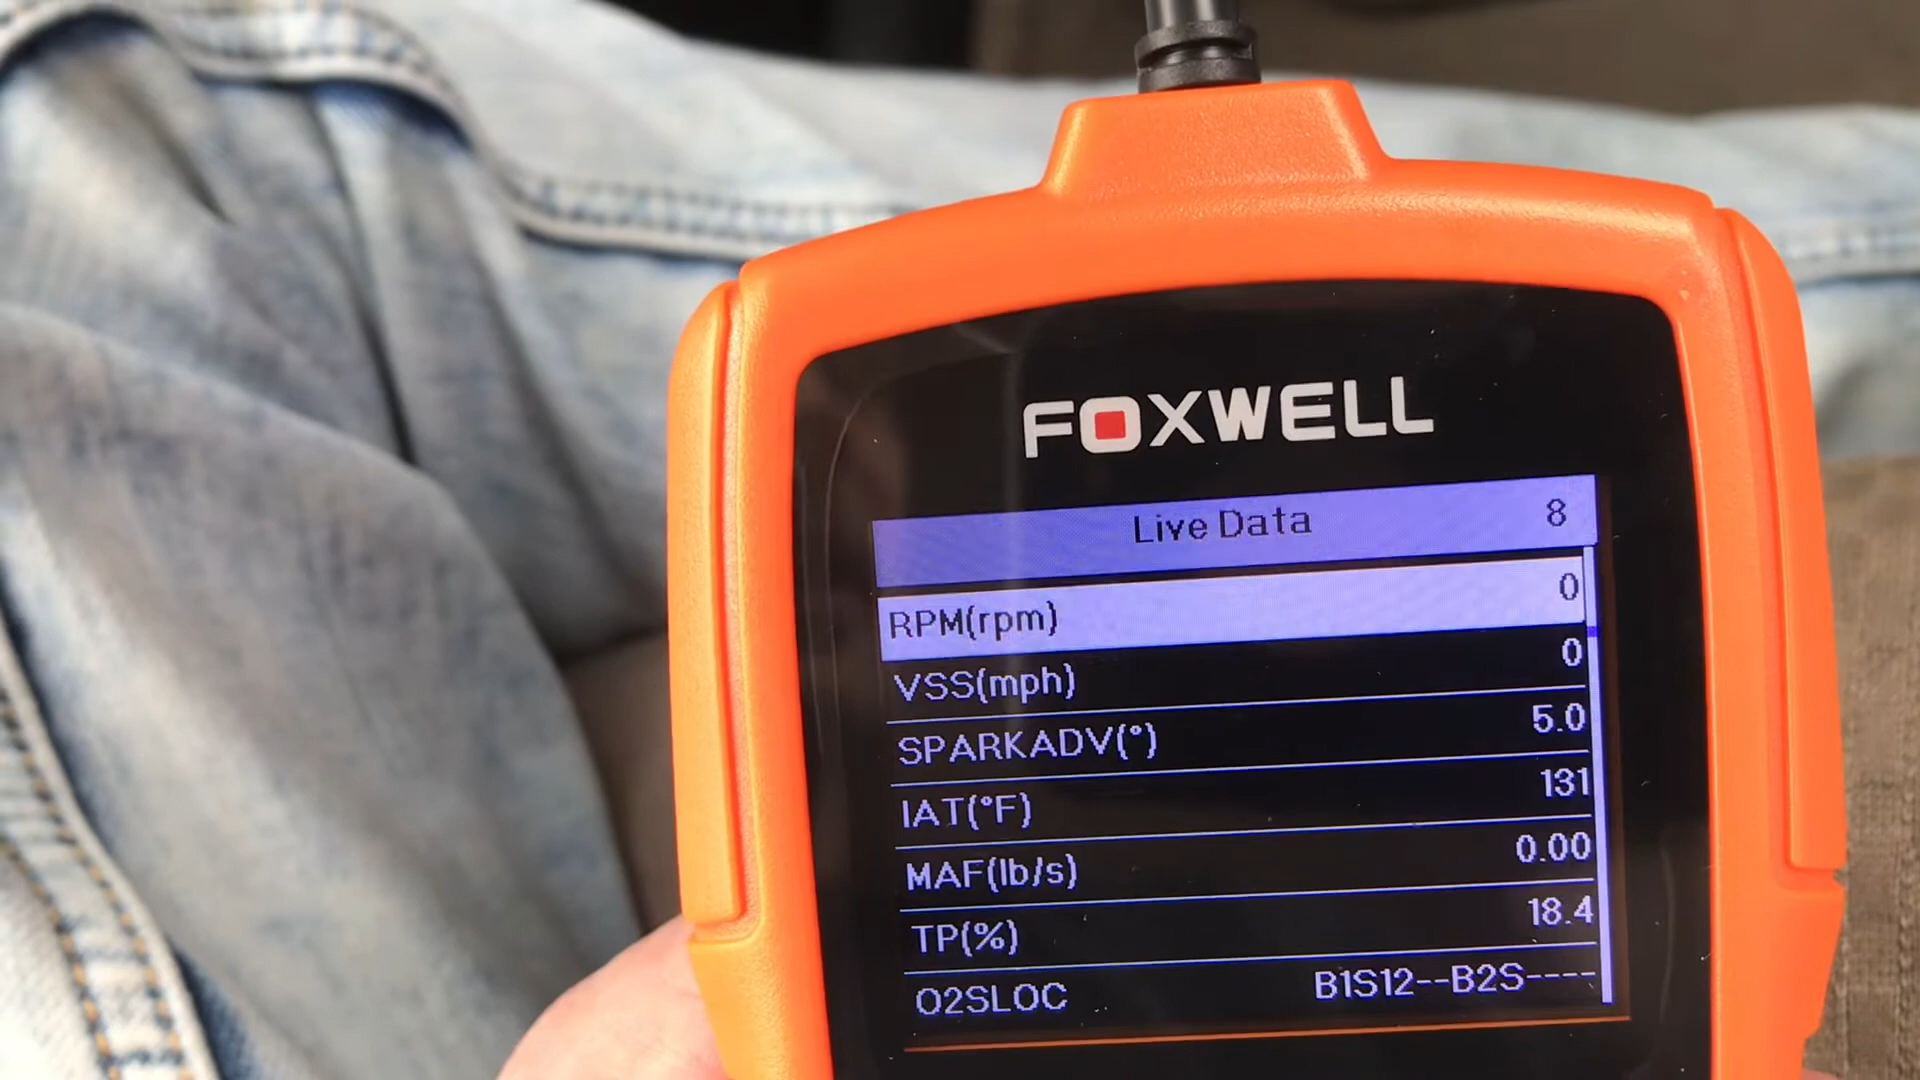 FOXWELL
Live Data 8
RPM(rpm) 0
VSS(mph) 0
SPARKADV(°) 5.0
IAT(°F) 131
MAF(lb/s) 0.00
TP(%) 18.4
O2SLOC B1S12--B2S----